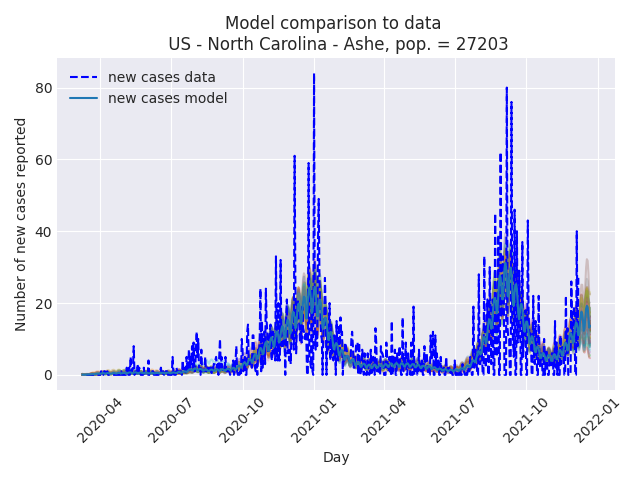 Model comparison to data
US - North Carolina - Ashe, pop. = 27203
new cases data
new cases model
Number of new cases reported
80
60
40
20
0
2020-04
2020-07
2020-10
2021-01
2021-04
2021-07
2021-10
2022-01
Day